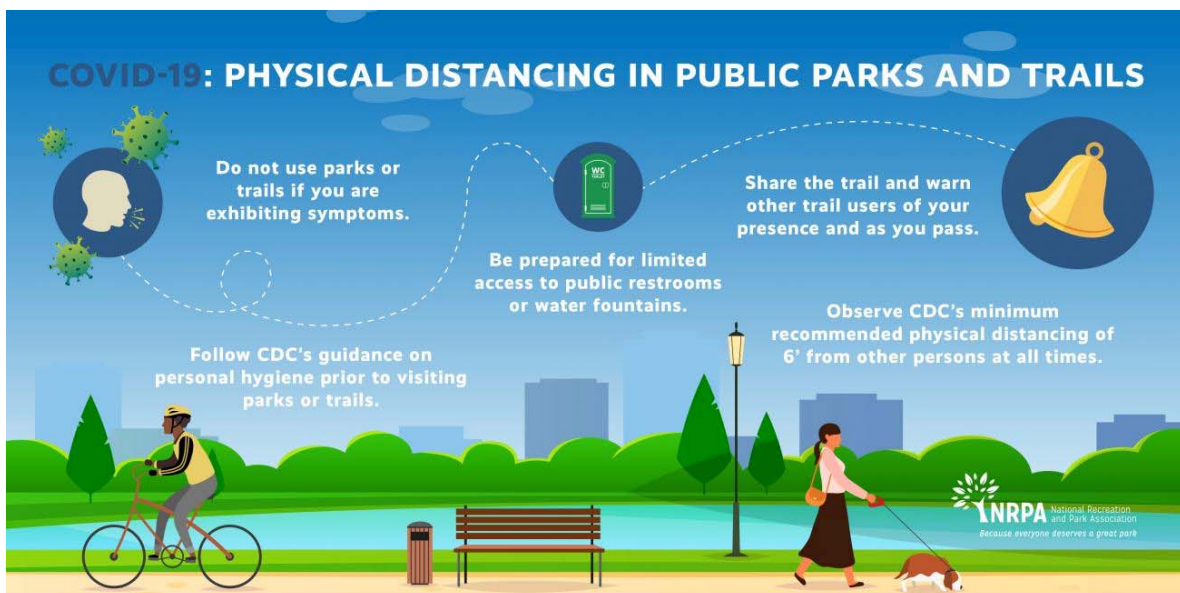 COVID-19: PHYSICAL DISTANCING IN PUBLIC PARKS AND TRAILS
Do not use parks or
trails if you are
exhibiting symptoms.
Follow CDC's guidance on
personal hygiene prior to visiting
parks or trails.
WC
TOILET
Be prepared for limited
access to public restrooms
or water fountains.
Share the trail and warn
other trail users of your
presence and as you pass.
Observe CDC's minimum
recommended physical distancing of
6' from other persons at all times.
NRPA National Recreation
and Park Association
Because everyone deserves a great park